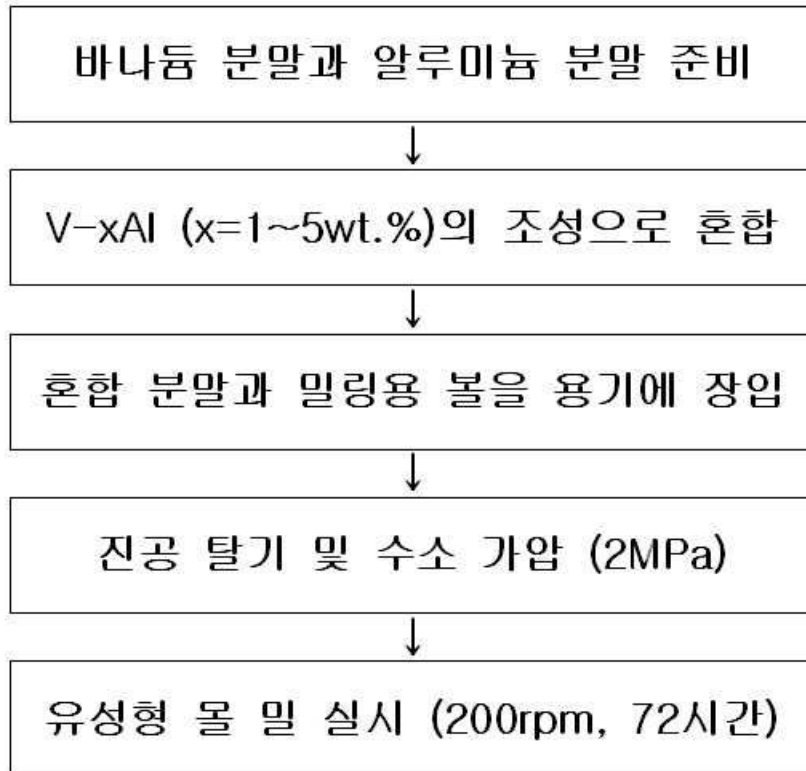 바나듐 분말과 알루미늄 분말 준비
↓
V-xAl (x=1~5wt.%)의 조성으로 혼합
↓
혼합 분말과 밀링용 볼을 용기에 장입
↓
진공 탈기 및 수소 가압 (2MPa)
↓
유성형 몰 밀 실시 (200rpm, 72시간)